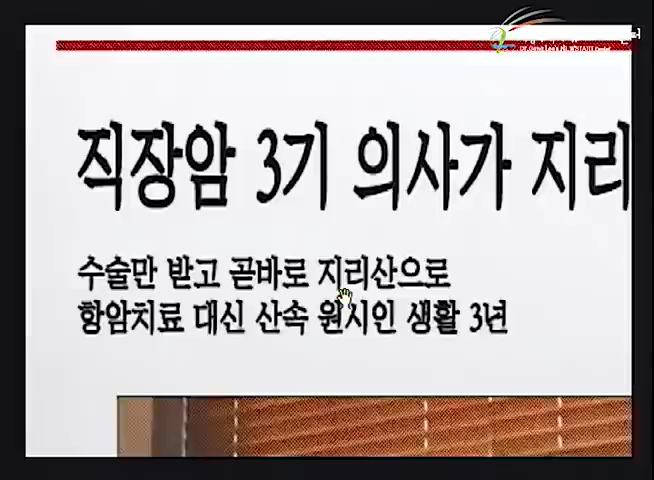 직장암 3기 의사가 지리
수술만 받고 곧바로 지리산으로
항암치료 대신 산속 원시인 생활 3년